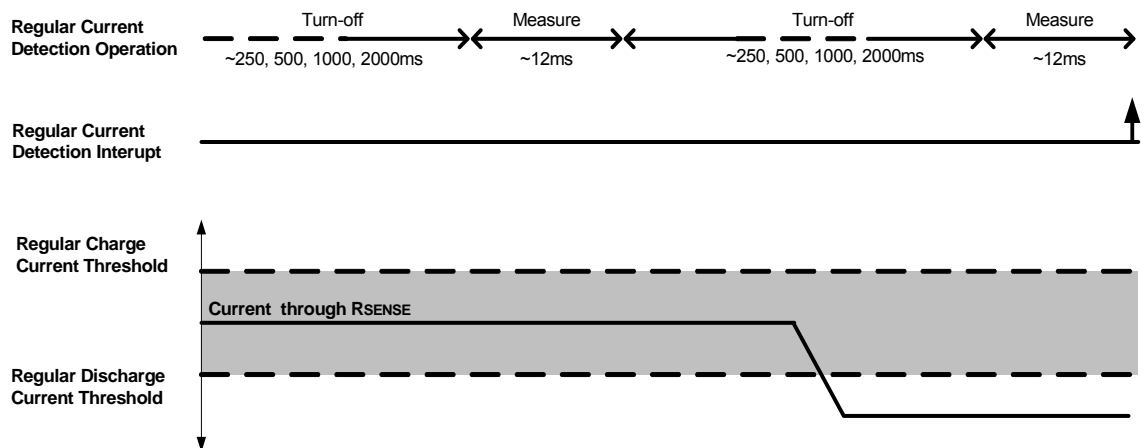 Regular Current
Detection Operation
Turn-off
Measure
Turn-off
Measure
~250, 500, 1000, 2000ms
~12ms
~250, 500, 1000, 2000ms
~12ms
Regular Current
Detection Interupt
Regular Charge
Current Threshold
Current through RSENSE
Regular Discharge
Current Threshold